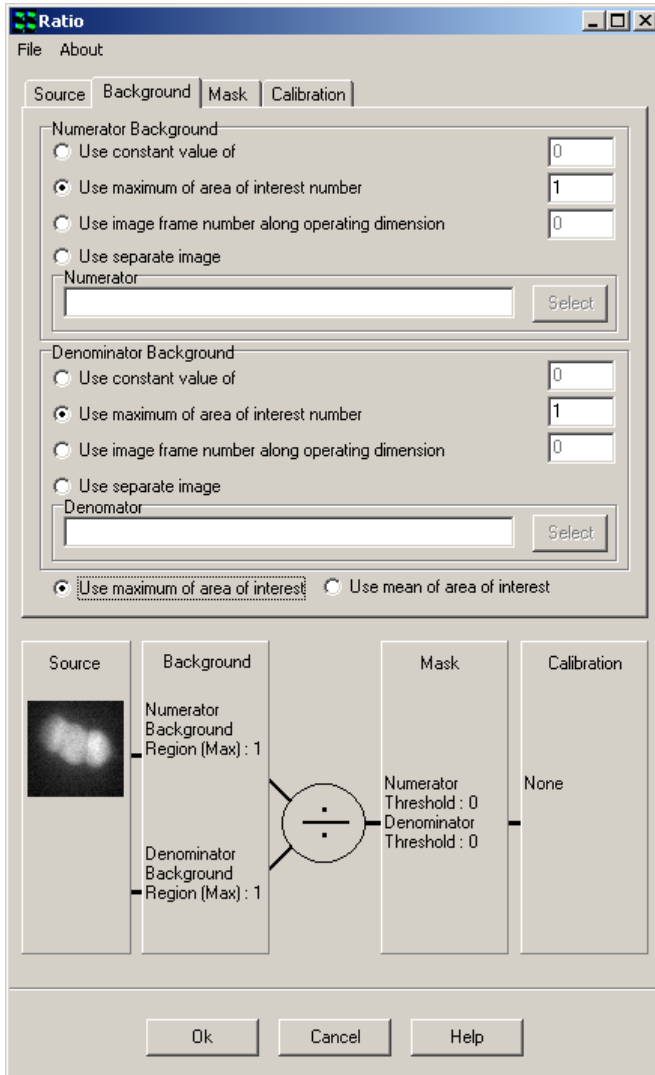 Ratio
File About
Source Background Mask Calibration
Numerator Background
Use constant value of 0
Use maximum of area of interest number 1
Use image frame number along operating dimension 0
Use separate image
Numerator
Select
Denominator Background
Use constant value of 0
Use maximum of area of interest number 1
Use image frame number along operating dimension 0
Use separate image
Denomator
Select
Use maximum of area of interest Use mean of area of interest
Source
Background
Numerator
Background
Region (Max) : 1
Denominator
Background
Region (Max) : 1
Mask
Numerator
Threshold : 0
Denominator
Threshold : 0
Calibration
None
Ok Cancel Help